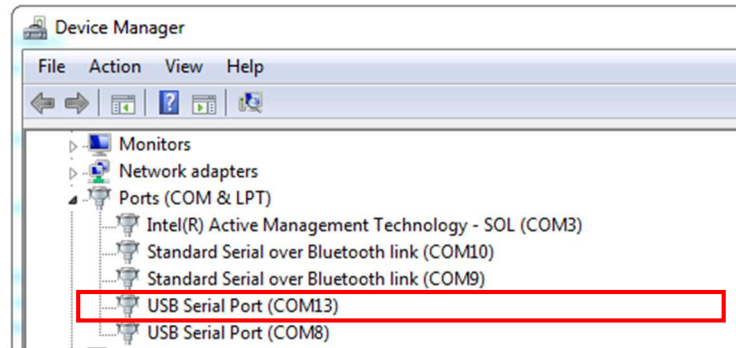 Device Manager
File Action View Help
Monitors
Network adapters
Ports (COM & LPT)
Intel(R) Active Management Technology - SOL (COM3)
Standard Serial over Bluetooth link (COM10)
Standard Serial over Bluetooth link (COM9)
USB Serial Port (COM13)
USB Serial Port (COM8)